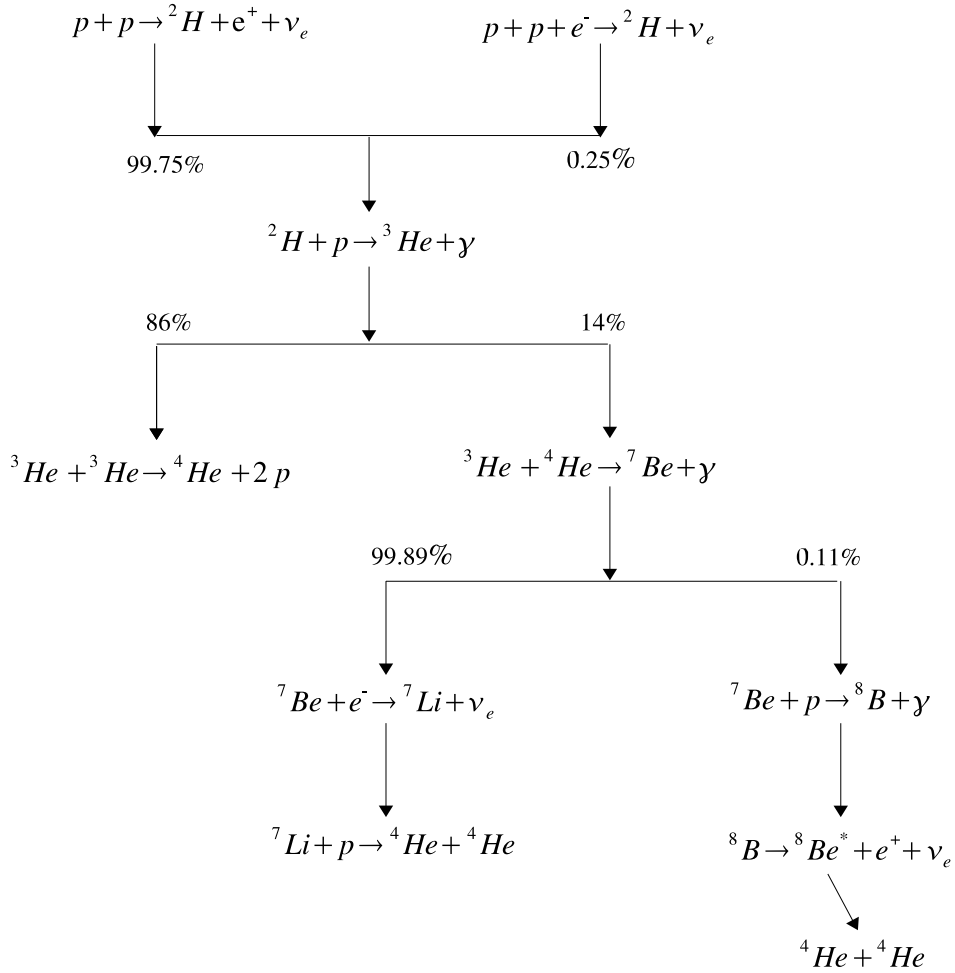 p + p → ²H + e⁺ + νₑ
p + p + e⁻ → ²H + νₑ
99.75%
0.25%
²H + p → ³He + γ
86%
14%
³He + ³He → ⁴He + 2p
³He + ⁴He → ⁷Be + γ
99.89%
0.11%
⁷Be + e⁻ → ⁷Li + νₑ
⁷Be + p → ⁸B + γ
⁷Li + p → ⁴He + ⁴He
⁸B → ⁸Be* + e⁺ + νₑ
⁴He + ⁴He